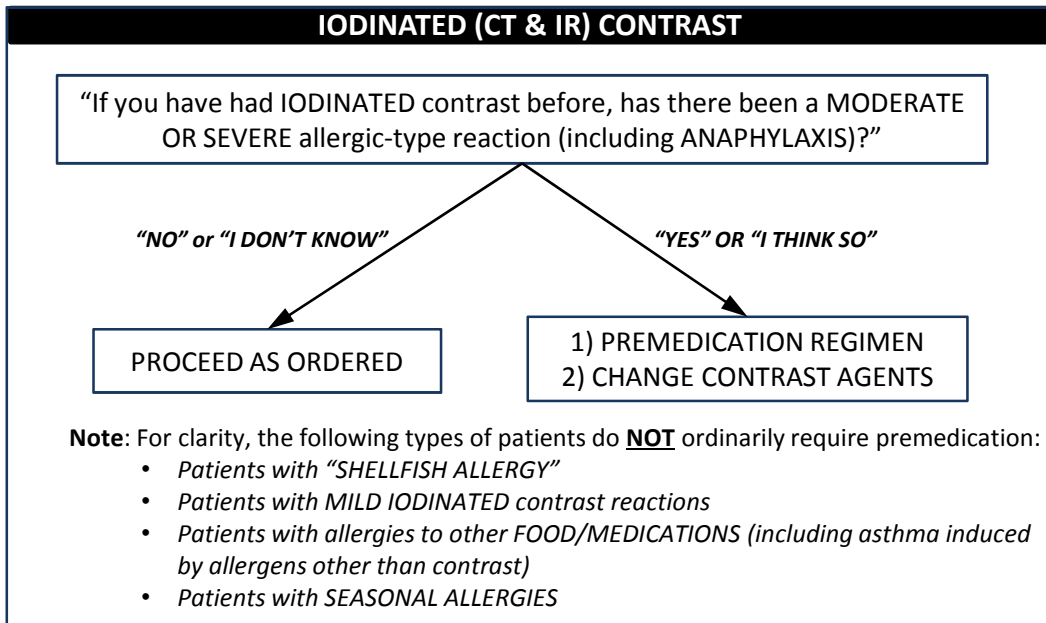 IODINATED (CT & IR) CONTRAST
“If you have had IODINATED contrast before, has there been a MODERATE
OR SEVERE allergic-type reaction (including ANAPHYLAXIS)?”
“NO” or “I DON’T KNOW”
“YES” OR “I THINK SO”
PROCEED AS ORDERED
1) PREMEDICATION REGIMEN
2) CHANGE CONTRAST AGENTS
Note: For clarity, the following types of patients do NOT ordinarily require premedication:
• Patients with “SHELLFISH ALLERGY”
• Patients with MILD IODINATED contrast reactions
• Patients with allergies to other FOOD/MEDICATIONS (including asthma induced
by allergens other than contrast)
• Patients with SEASONAL ALLERGIES